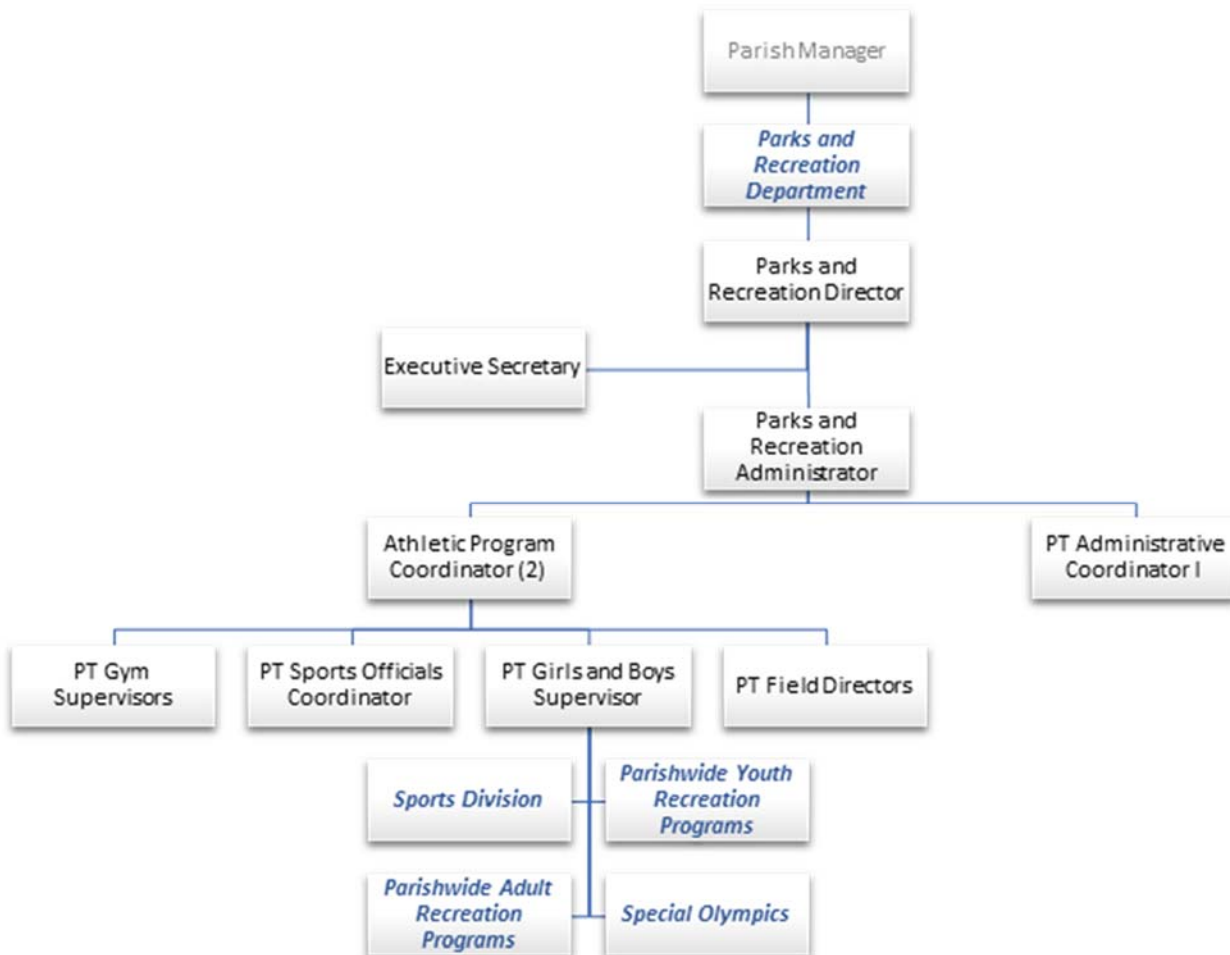 Parish Manager
Parks and
Recreation
Department
Parks and
Recreation Director
Executive Secretary
Parks and
Recreation
Administrator
Athletic Program
Coordinator (2)
PT Administrative
Coordinator I
PT Gym
Supervisors
PT Sports Officials
Coordinator
PT Girls and Boys
Supervisor
PT Field Directors
Sports Division
Parishwide Youth
Recreation
Programs
Parishwide Adult
Recreation
Programs
Special Olympics